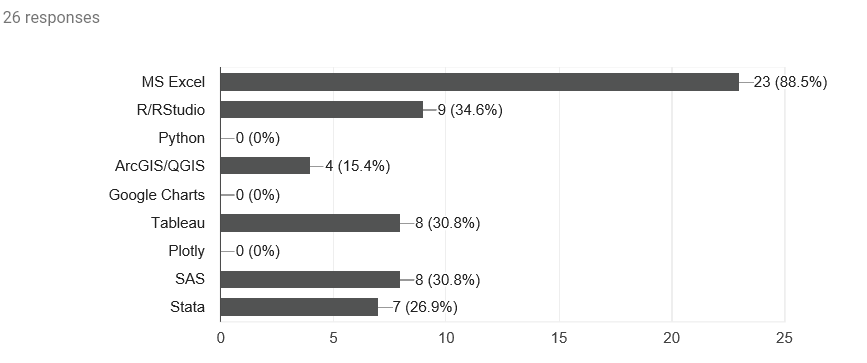 26 responses
MS Excel 23 (88.5%)
R/RStudio 9 (34.6%)
Python 0 (0%)
ArcGIS/QGIS 4 (15.4%)
Google Charts 0 (0%)
Tableau 8 (30.8%)
Plotly 0 (0%)
SAS 8 (30.8%)
Stata 7 (26.9%)
0 5 10 15 20 25